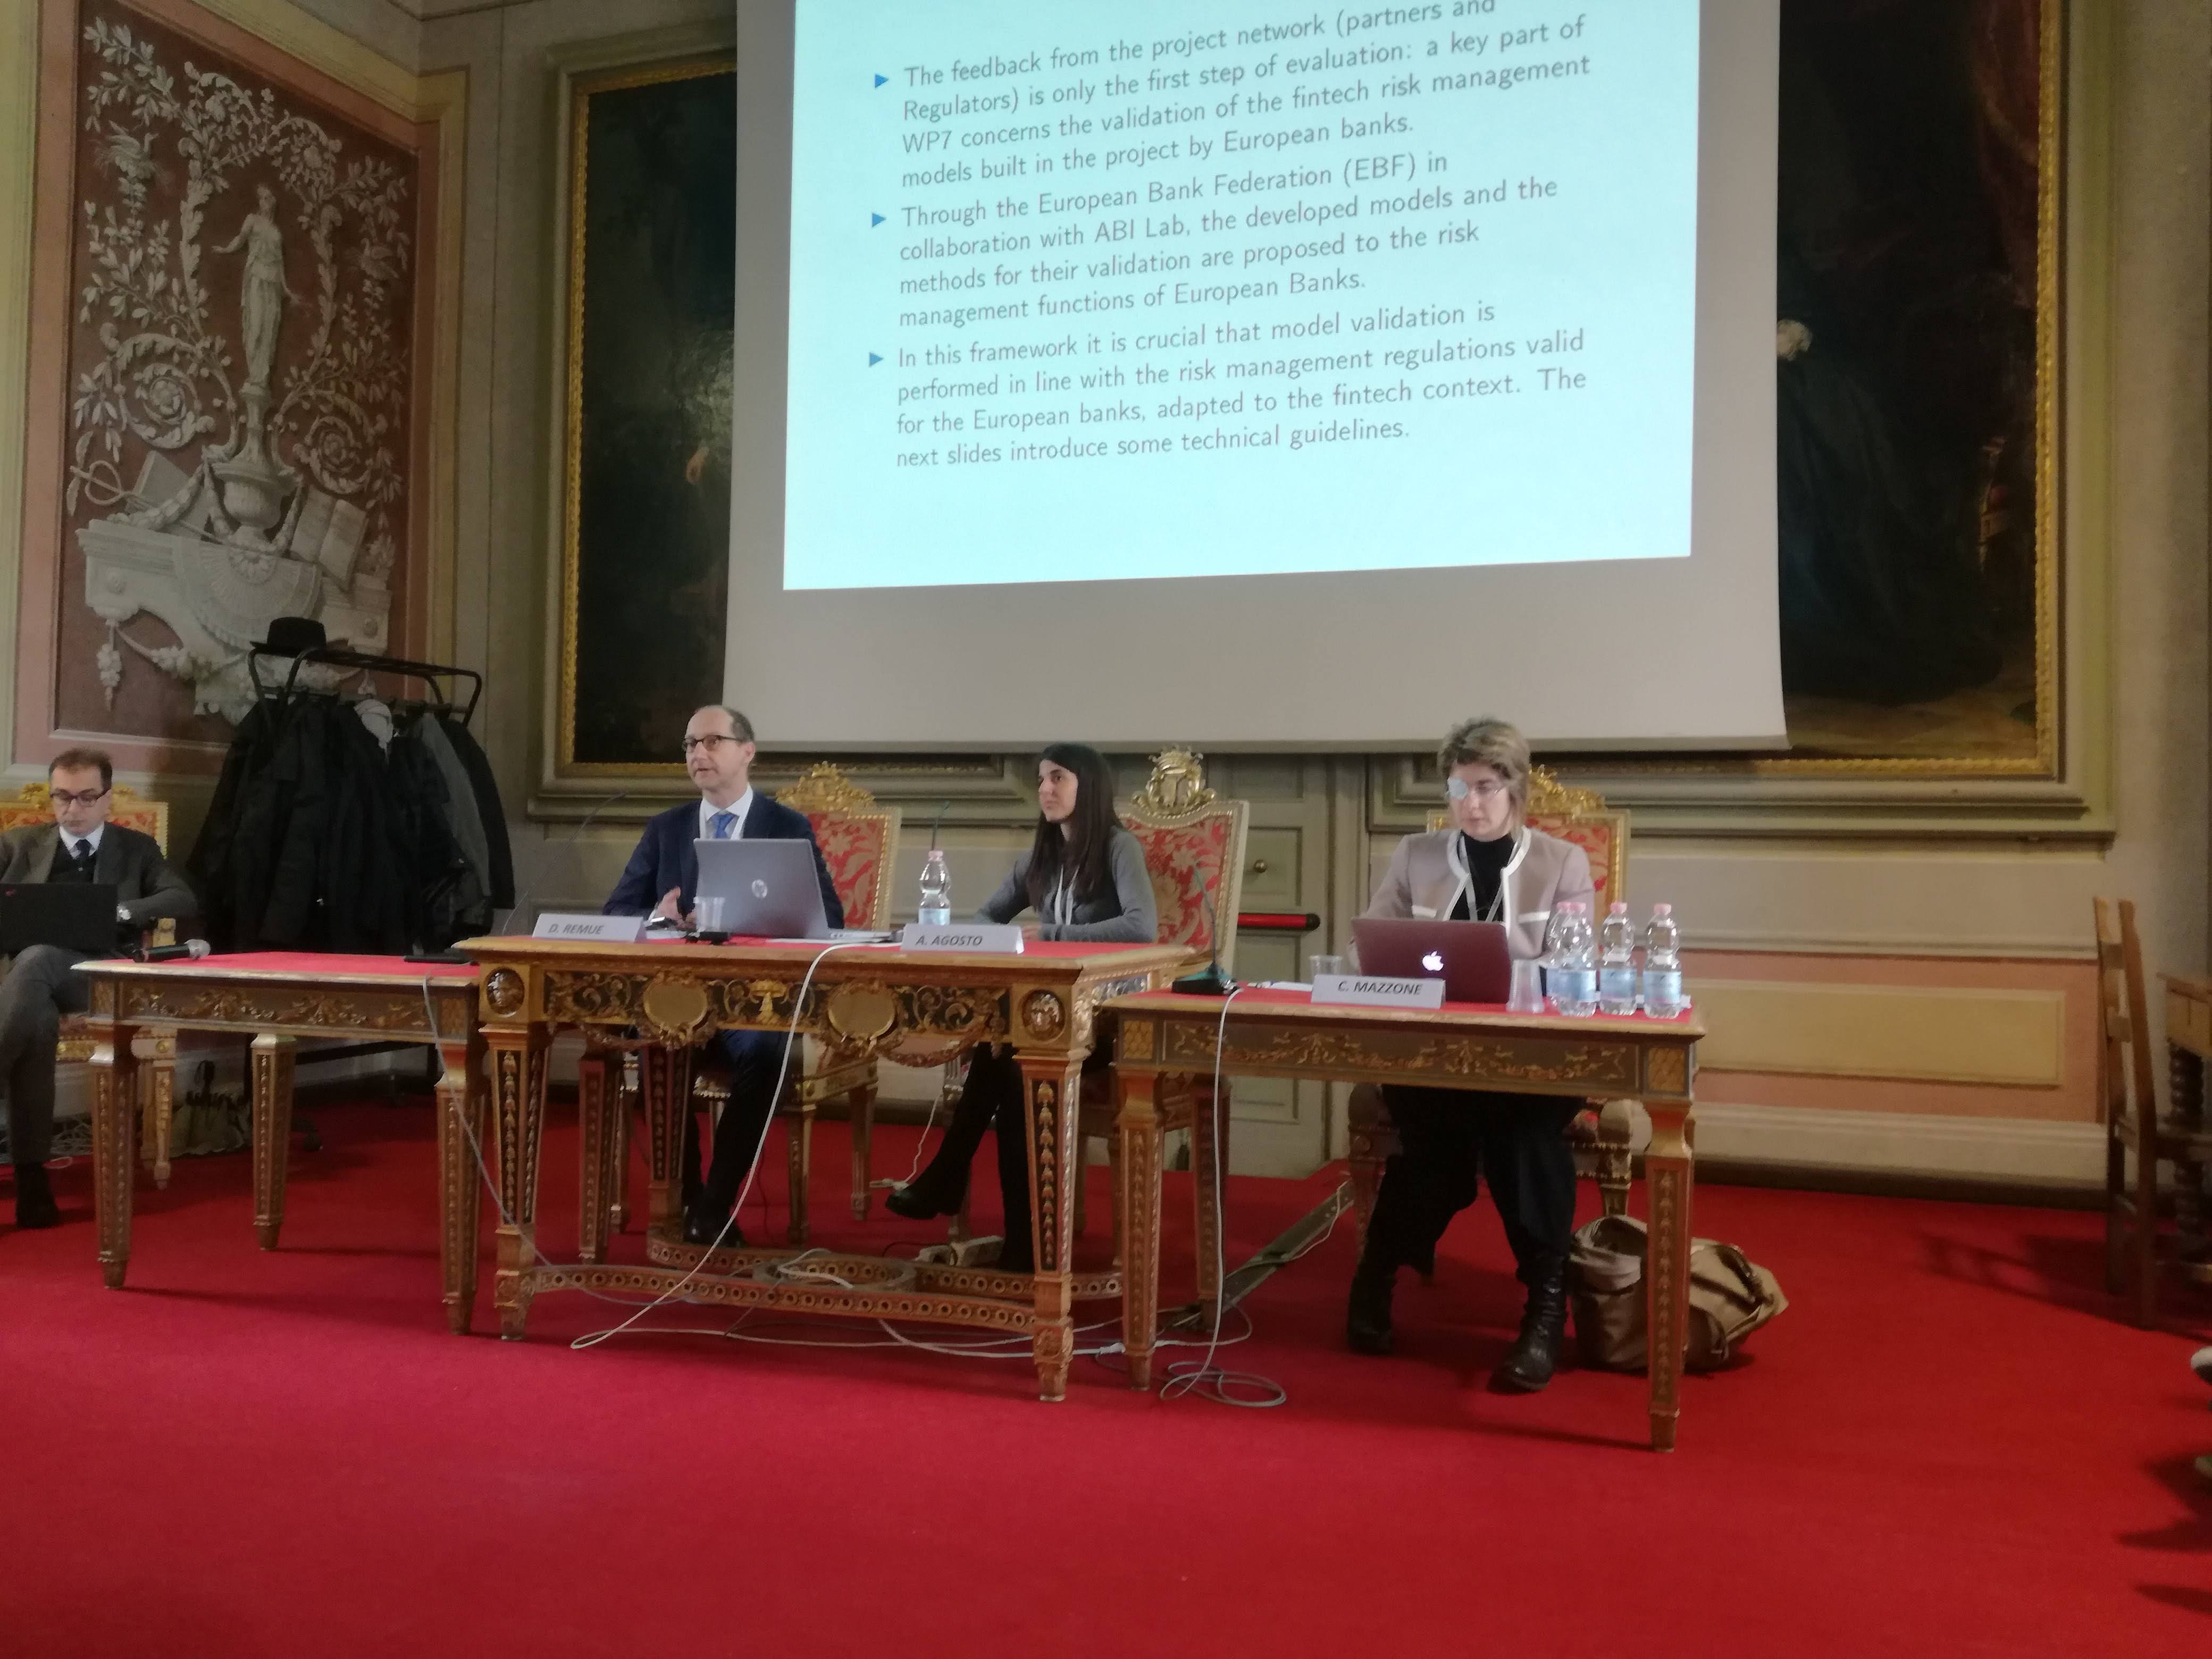 The feedback from the project network (partners and
Regulators) is only the first step of evaluation: a key part of
WP7 concerns the validation of the fintech risk management
models built in the project by European banks.
Through the European Bank Federation (EBF) in
collaboration with ABI Lab, the developed models and the
methods for their validation are proposed to the risk
management functions of European Banks.
In this framework it is crucial that model validation is
performed in line with the risk management regulations valid
for the European banks, adapted to the fintech context. The
next slides introduce some technical guidelines.
D. REMUE
A. AGOSTO
C. MAZZONE
hp